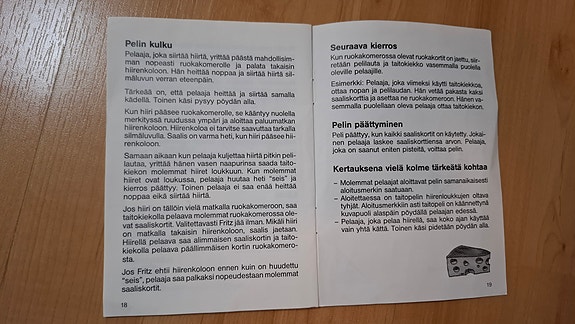 Pelin kulku
Pelaaja, joka siirtää hiirtä, yrittää päästä mahdollisim-
man nopeasti ruokakomerolle ja palata takaisin
hiirenkoloon. Hän heittää noppaa ja siirtää hiirtä sil-
mäluvun verran eteenpäin.
Tärkeää on, että pelaaja heittää ja siirtää samalla
kädellä. Toinen käsi pysyy pöydän alla.
Kun hiiri pääsee ruokakomerolle, se kääntyy nuolella
merkityssä ruudussa ympäri ja aloittaa paluumatkan
hiirenkoloon. Hiirenkoloa ei tarvitse saavuttaa tarkalla
silmäluvulla. Saalis on varma heti, kun hiiri pääsee hii-
renkoloon.
Samaan aikaan kun pelaaja kuljettaa hiirtä pitkin peli-
lautaa, yrittää hänen vasen naapurinsa saada taito-
kiekon molemmat hiiret loukkuun. Kun molemmat
hiiret ovat loukussa, pelaaja huutaa heti "seis" ja
kierros päättyy. Toinen pelaaja ei saa enää heittää
noppaa eikä siirtää hiirtä.
Jos hiiri on tällöin vielä matkalla ruokakomeroon, saa
taitokiekolla pelaava molemmat ruokakomerossa ole-
vat saaliskortit. Valitettavasti Fritz jää ilman. Mikäli hiiri
on matkalla takaisin hiirenkoloon, saalis jaetaan.
Hiirellä pelaava saa alimmaisen saaliskortin ja taito-
kiekolla pelaava päällimmäisen kortin ruokakomero-
sta.
Jos Fritz ehtii hiirenkoloon ennen kuin on huudettu
"seis", pelaaja saa palkaksi nopeudestaan molemmat
saaliskortit.
18
Seuraava kierros
Kun ruokakomerossa olevat ruokakortit on jaettu, siir-
retään pelilauta ja taitokiekko vasemmalla puolella
oleville pelaajille.
Esimerkki: Pelaaja, joka viimeksi käytti taitokiekkoa,
ottaa nopan ja pelilaudan. Hän vetää pakasta kaksi
saaliskorttia ja asettaa ne ruokakomeroon. Hänen va-
semmalla puolellaan oleva pelaaja ottaa taitokiekon.
Pelin päättyminen
Peli päättyy, kun kaikki saaliskortit on käytetty. Jokai-
nen pelaaja laskee saaliskorttiensa arvon. Pelaaja,
joka on saanut eniten pisteitä, voittaa pelin.
Kertauksena vielä kolme tärkeätä kohtaa
– Molemmat pelaajat aloittavat pelin samanaikaisesti
aloitusmerkin saatuaan.
– Aloitettaessa on taitopelin hiirenloukkujen oltava
tyhjät. Aloitusmerkkiin asti taitopeli on käännettynä
kuvapuoli alaspäin pöydällä pelaajan edessä.
– Pelaaja, joka pelaa hiirellä, saa koko ajan käyttää
vain yhtä kättä. Toinen käsi pidetään pöydän alla.
19